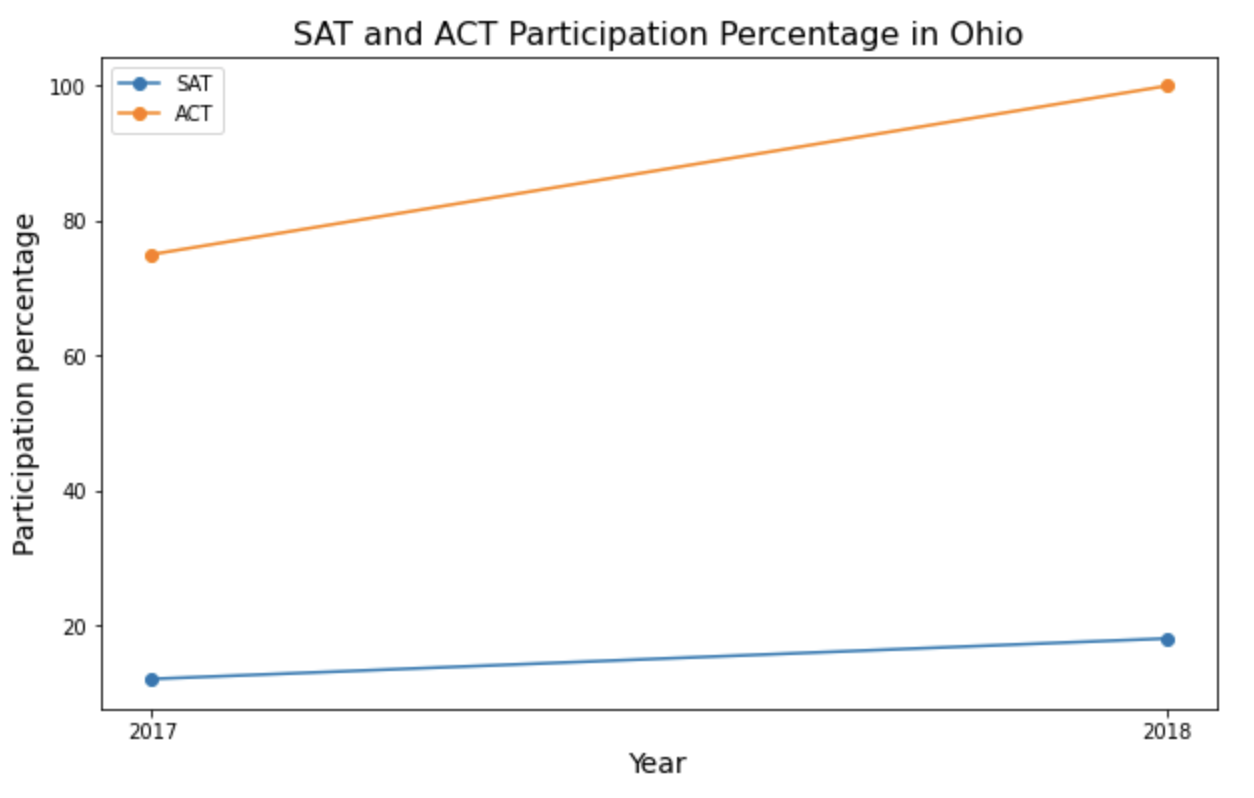 SAT and ACT Participation Percentage in Ohio
SAT
ACT
Participation percentage
100
80
60
40
20
2017
2018
Year